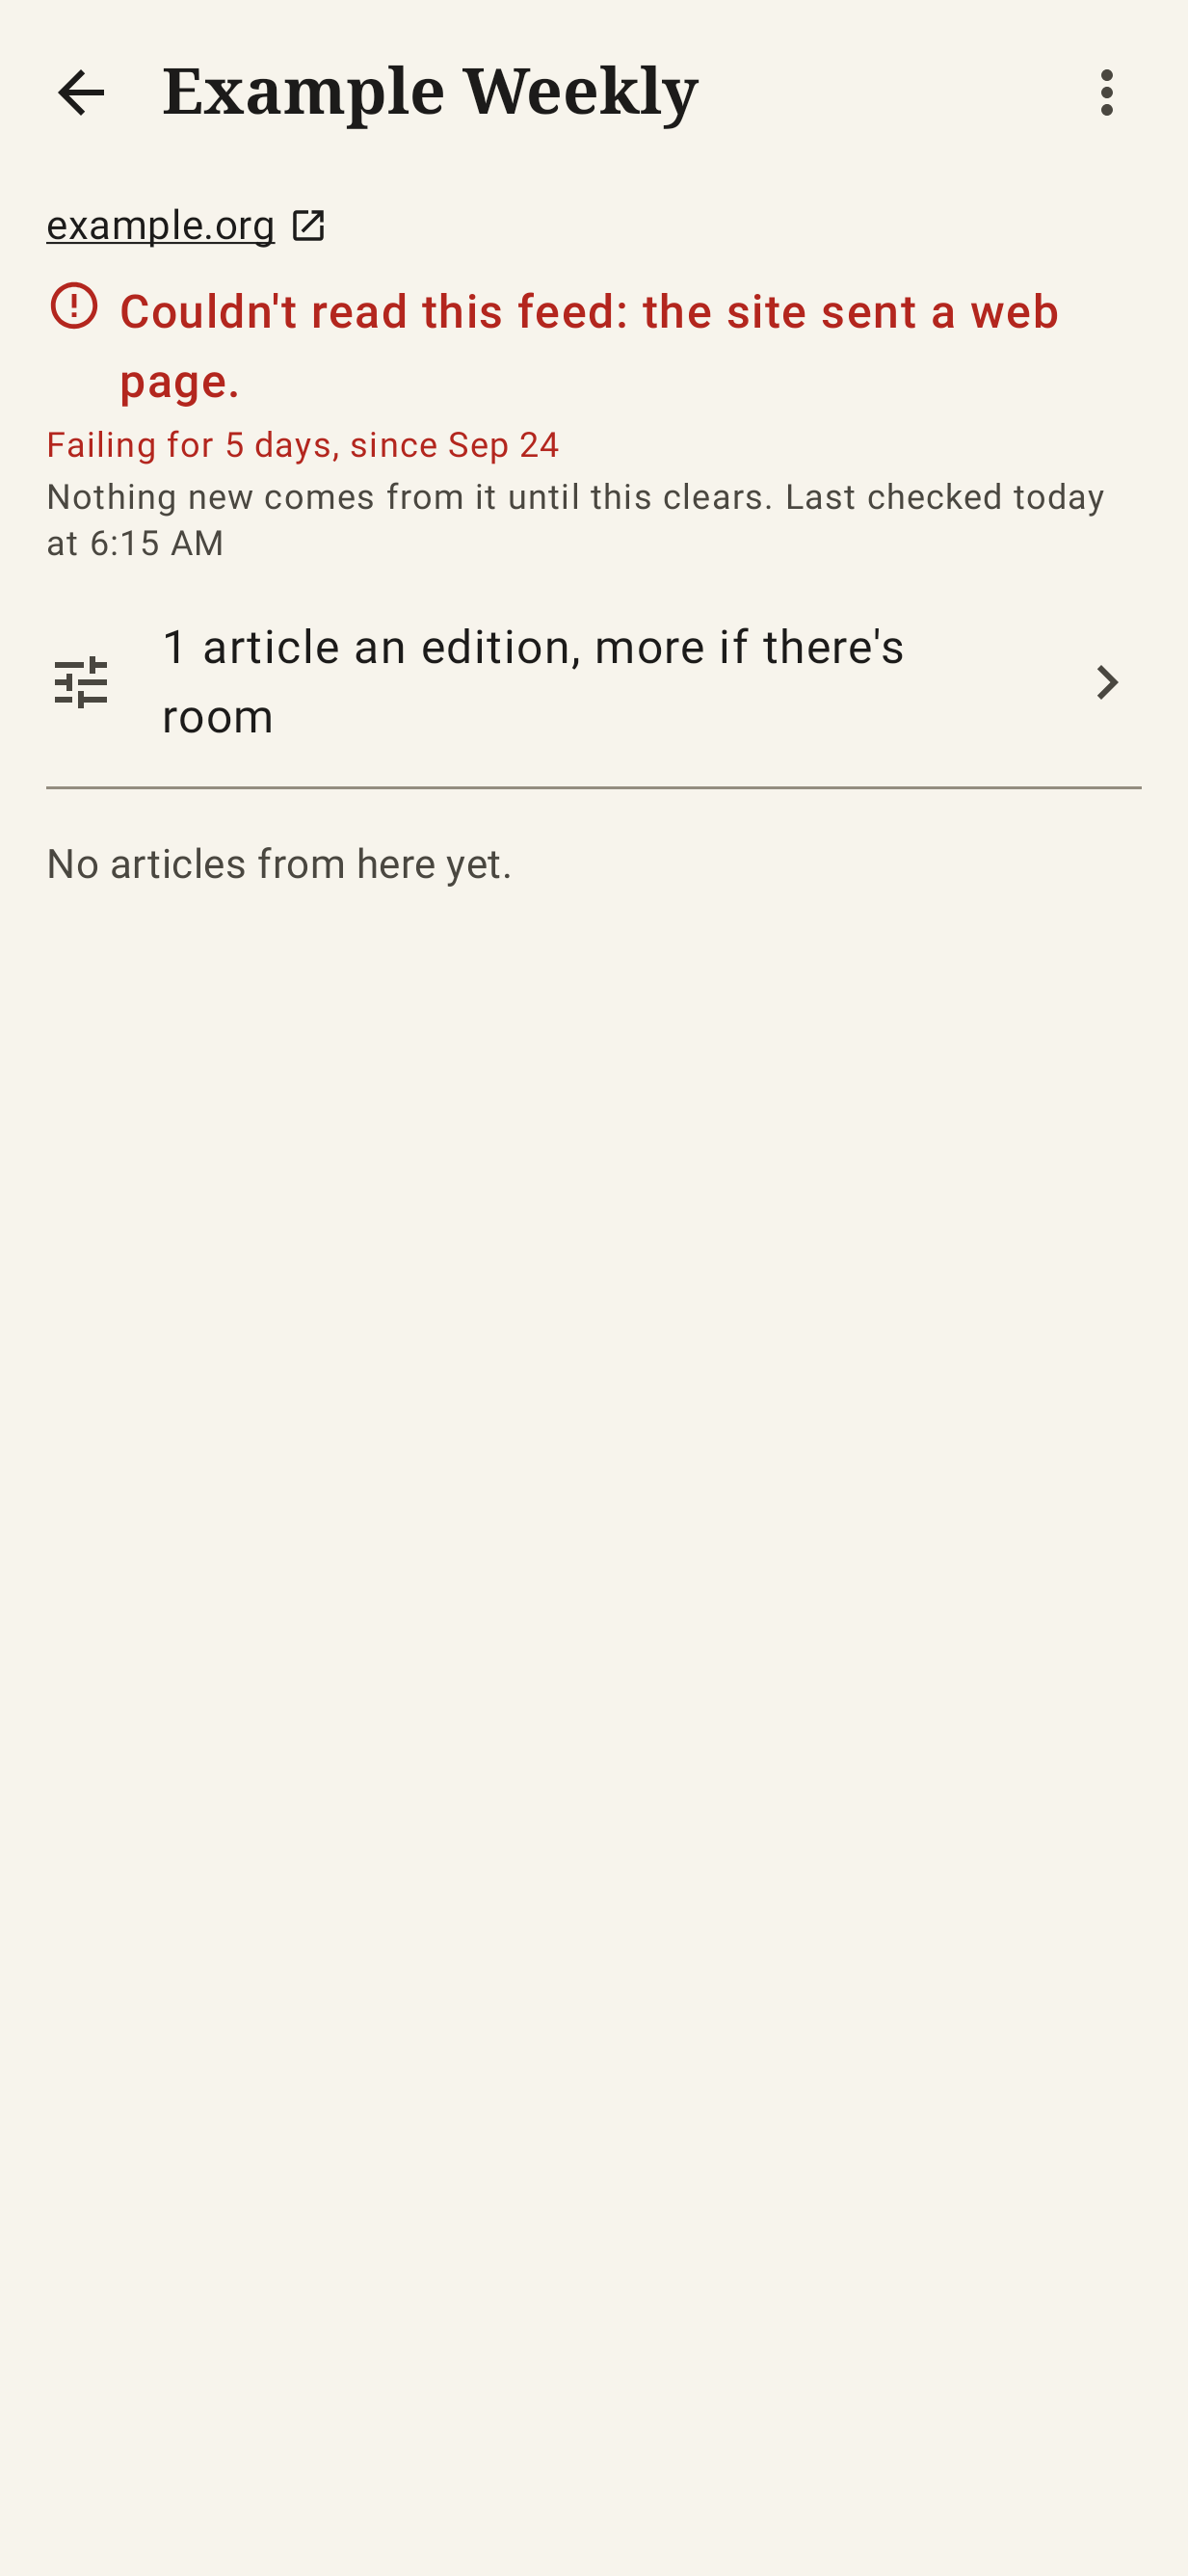 Example Weekly
example.org
Couldn't read this feed: the site sent a web
page.
Failing for 5 days, since Sep 24
Nothing new comes from it until this clears. Last checked today
at 6:15 AM
1 article an edition, more if there's
room
No articles from here yet.